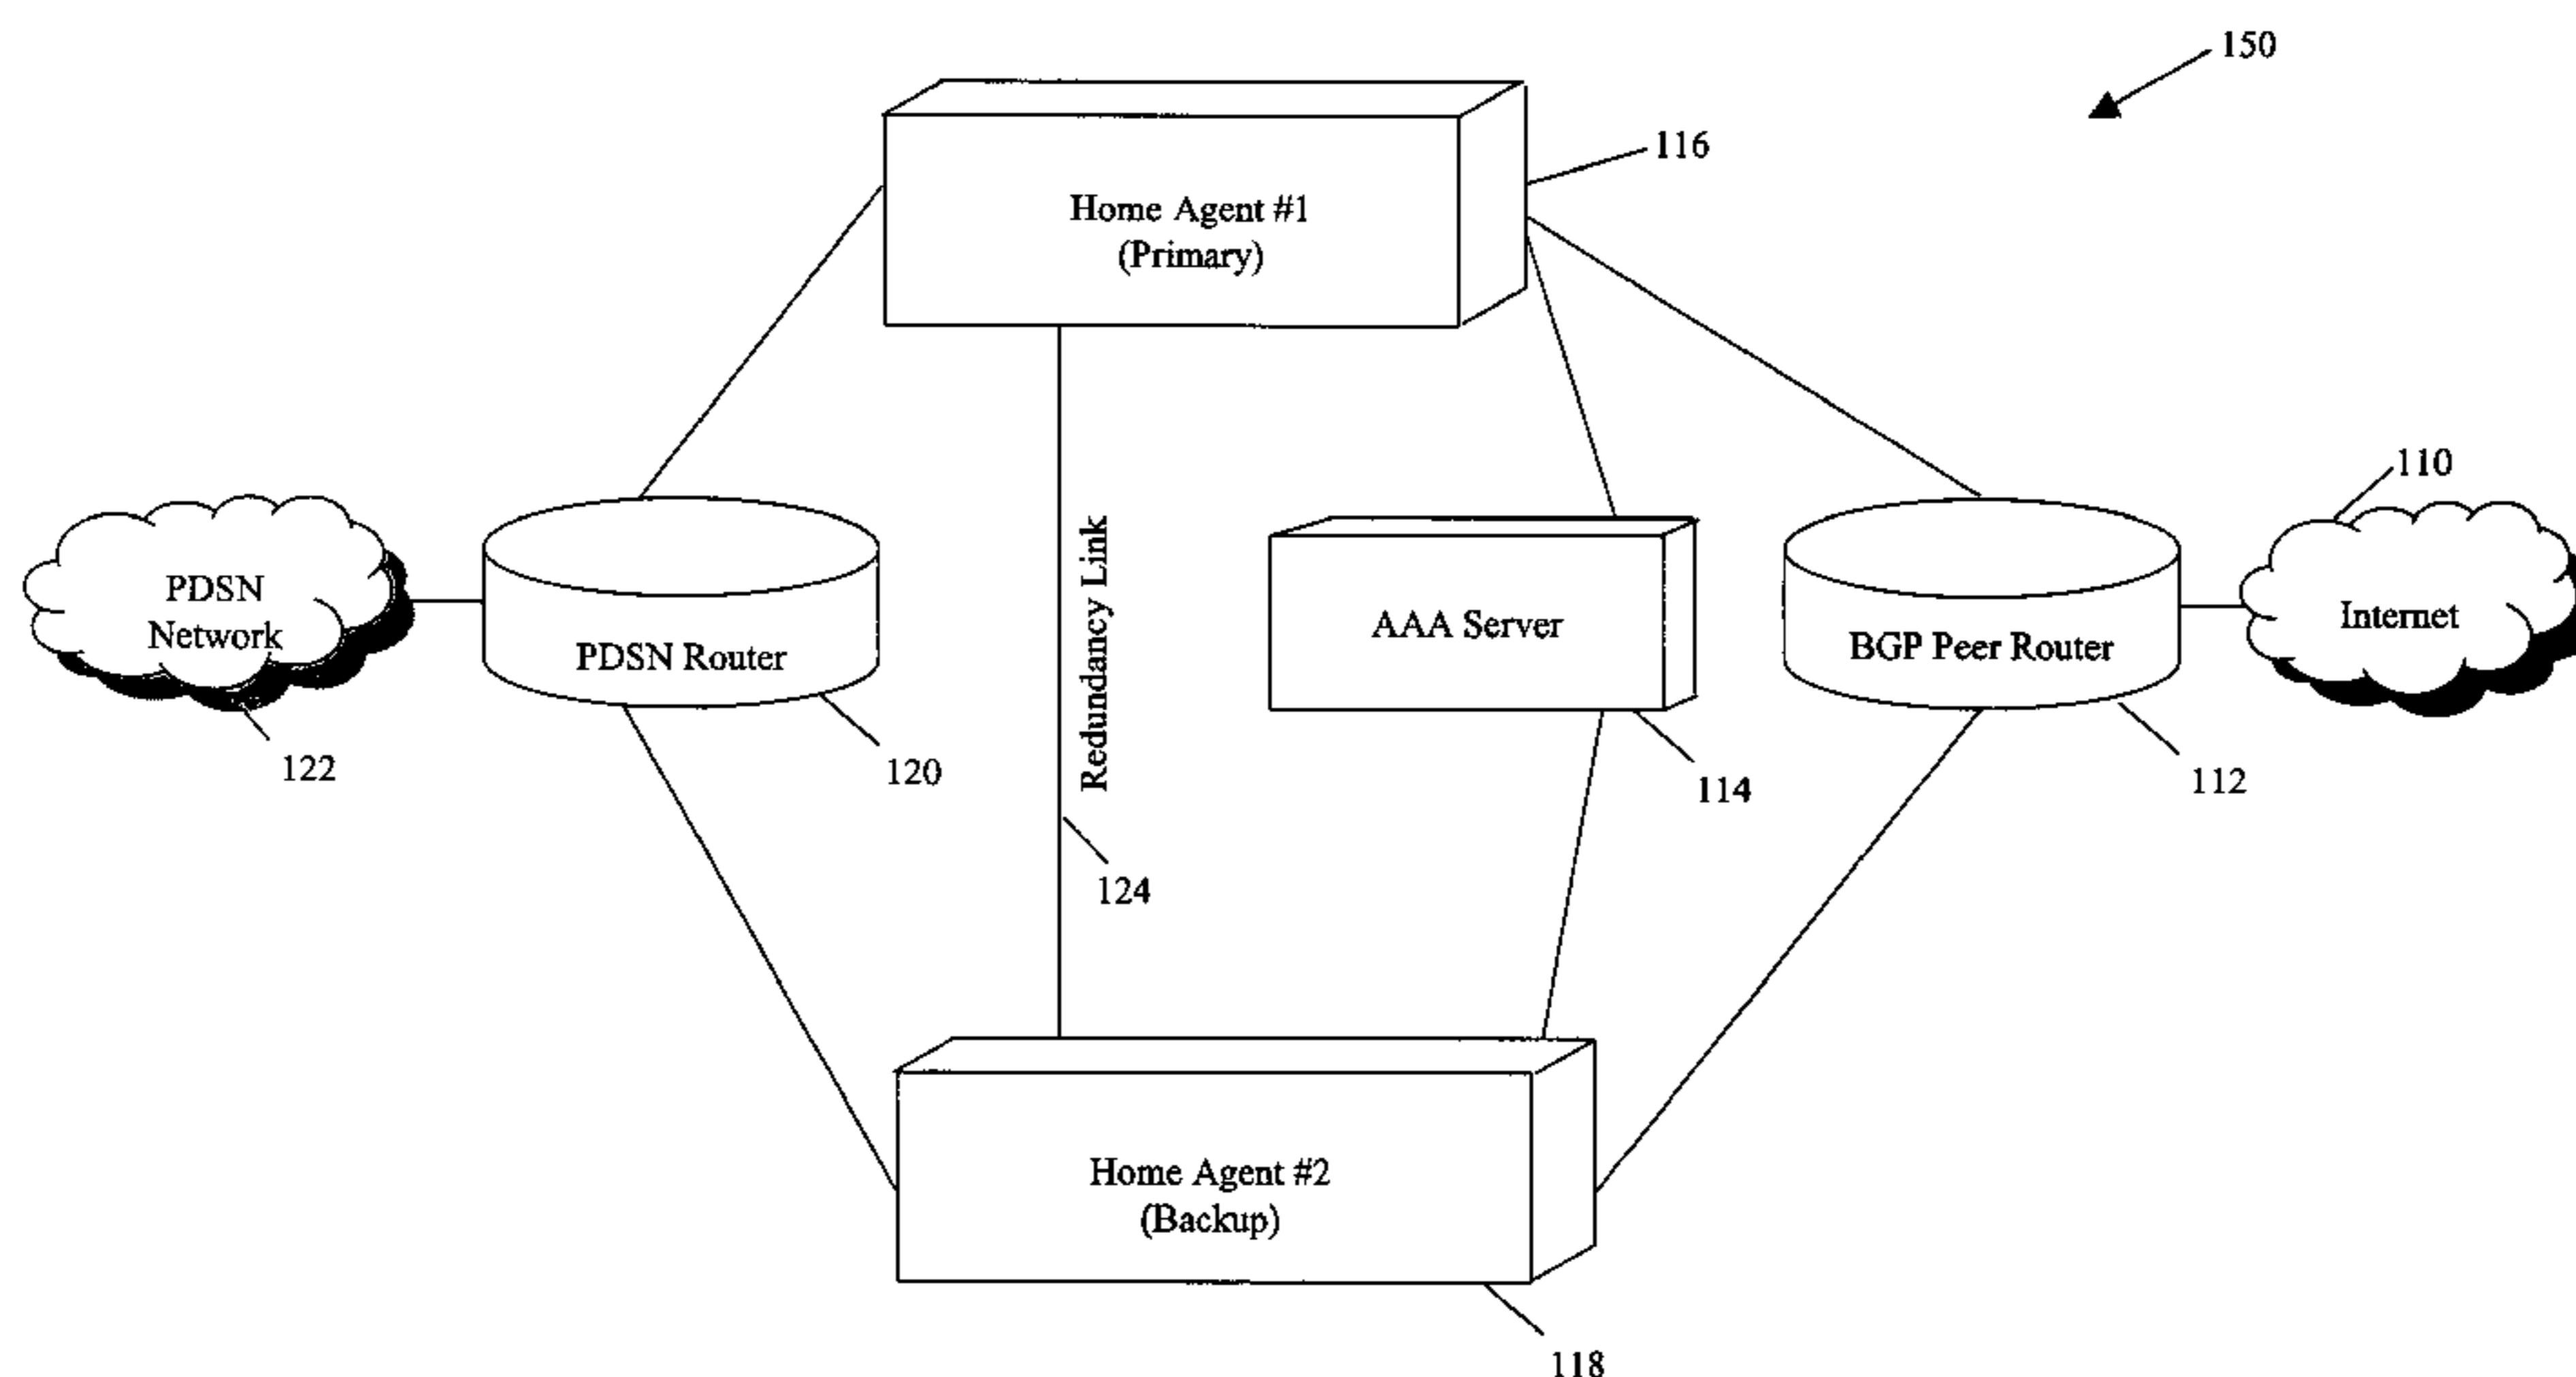 150
116
Home Agent #1
(Primary)
110
PDSN
Network
PDSN Router
Redundancy Link
AAA Server
BGP Peer Router
Internet
122
120
114
112
124
Home Agent #2
(Backup)
118